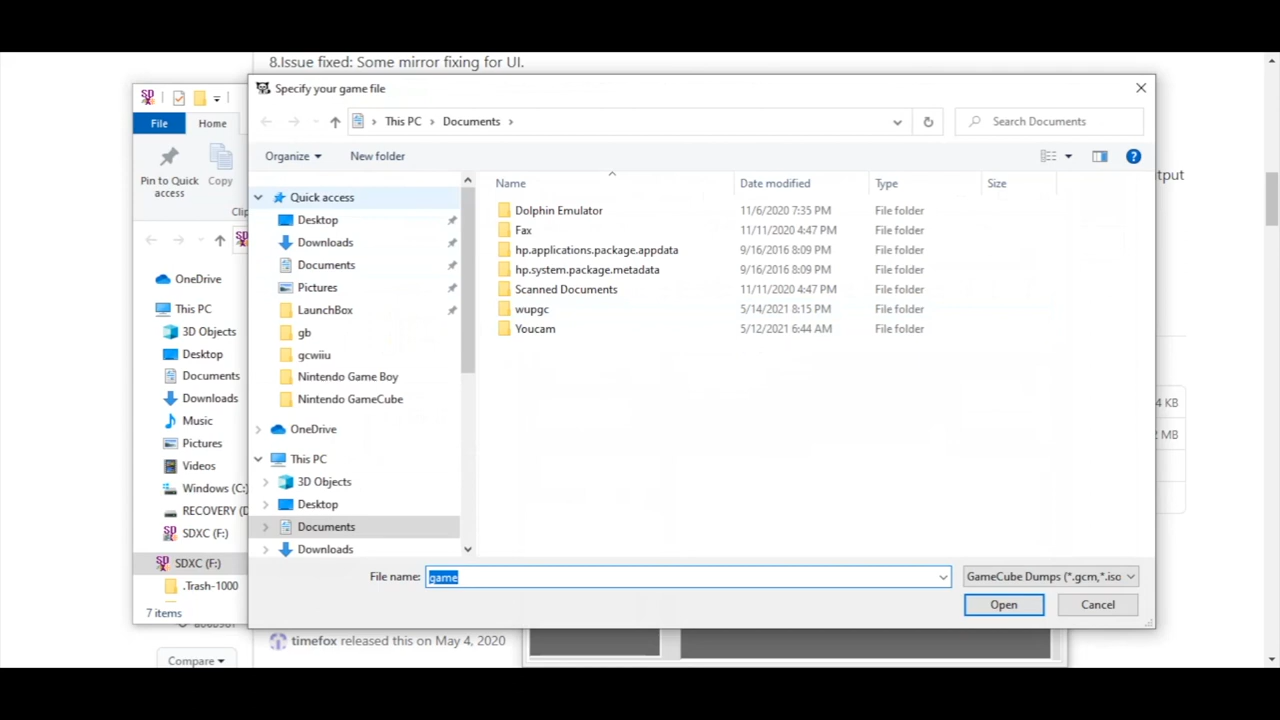 8.Issue fixed: Some mirror fixing for UI.
Specify your game file
This PC
Documents
Search Documents
Organize
New folder
Name
Date modified
Type
Size
Dolphin Emulator
11/6/2020 7:35 PM
File folder
Fax
11/11/2020 4:47 PM
File folder
hp.applications.package.appdata
9/16/2016 8:09 PM
File folder
hp.system.package.metadata
9/16/2016 8:09 PM
File folder
Scanned Documents
11/11/2020 4:47 PM
File folder
wupgc
5/14/2021 8:15 PM
File folder
Youcam
5/12/2021 6:44 AM
File folder
Quick access
Desktop
Downloads
Documents
Pictures
LaunchBox
gb
gcwiiu
Nintendo Game Boy
Nintendo GameCube
OneDrive
This PC
3D Objects
Desktop
Documents
Downloads
File name:
game
GameCube Dumps (*.gcm,*.iso
Open
Cancel
File
Home
Pin to Quick
access
Copy
Clip
OneDrive
This PC
3D Objects
Desktop
Documents
Downloads
Music
Pictures
Videos
Windows (C:)
RECOVERY (D
SDXC (F:)
SDXC (F:)
.Trash-1000
7 items
tput
4 KB
2 MB
timefox released this on May 4, 2020
Compare